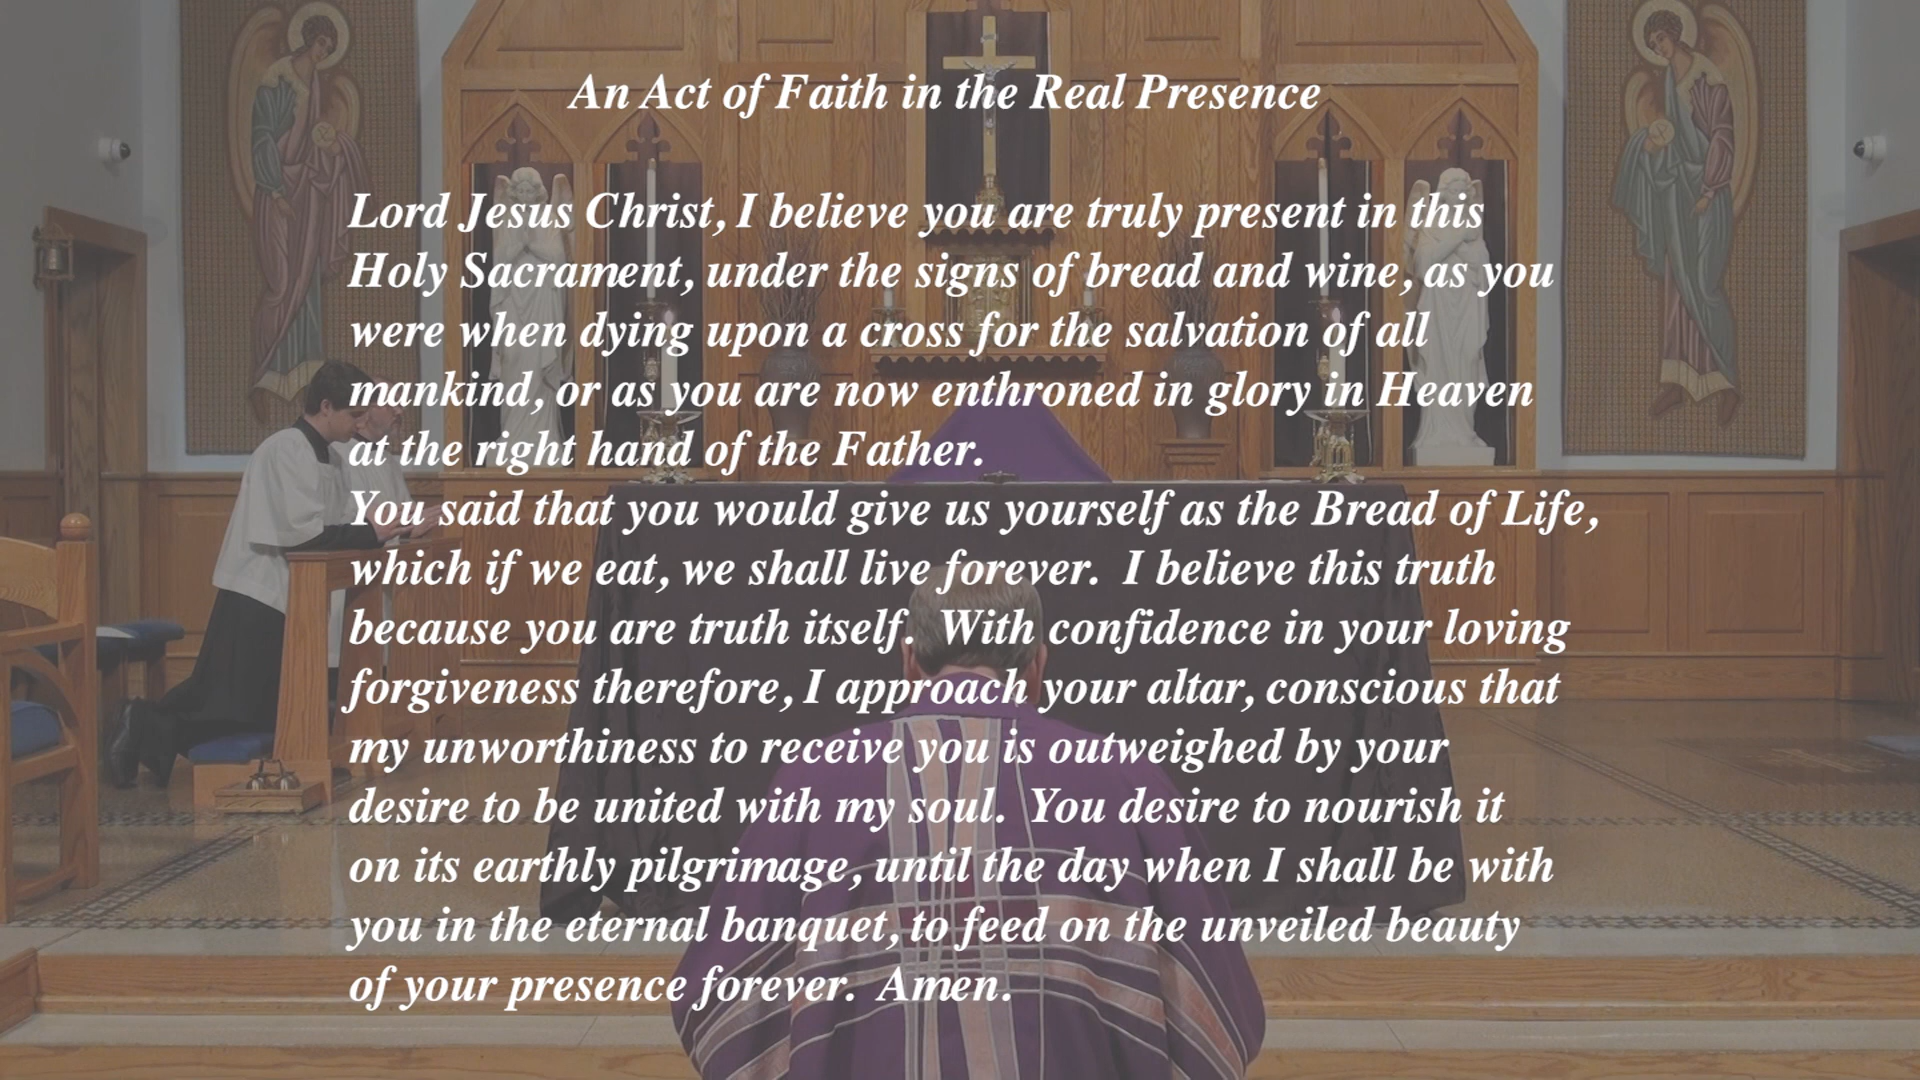 An Act of Faith in the Real Presence
Lord Jesus Christ, I believe you are truly present in this
Holy Sacrament, under the signs of bread and wine, as you
were when dying upon a cross for the salvation of all
mankind, or as you are now enthroned in glory in Heaven
at the right hand of the Father.
You said that you would give us yourself as the Bread of Life,
which if we eat, we shall live forever.  I believe this truth
because you are truth itself.  With confidence in your loving
forgiveness therefore, I approach your altar, conscious that
my unworthiness to receive you is outweighed by your
desire to be united with my soul.  You desire to nourish it
on its earthly pilgrimage, until the day when I shall be with
you in the eternal banquet, to feed on the unveiled beauty
of your presence forever.  Amen.